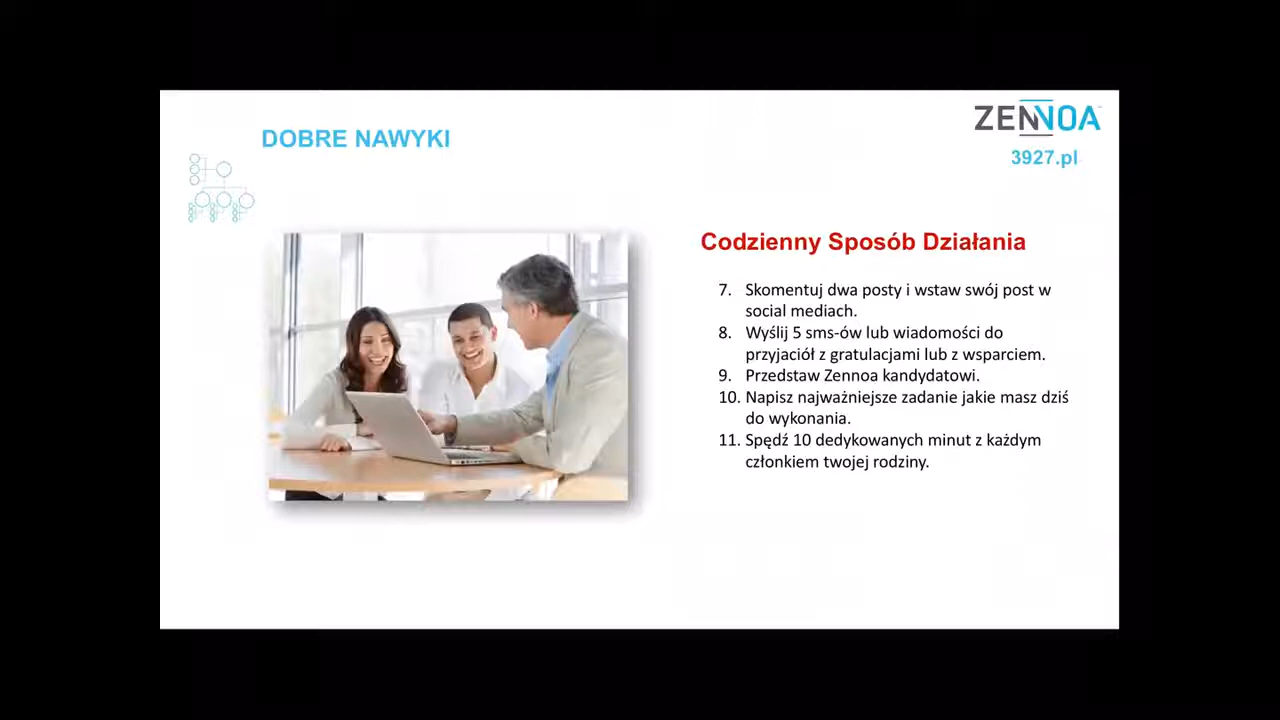 DOBRE NAWYKI
ZENNOA
3927.pl
Codzienny Sposób Działania
7. Skomentuj dwa posty i wstaw swój post w
social mediach.
8. Wyślij 5 sms-ów lub wiadomości do
przyjaciół z gratulacjami lub z wsparciem.
9. Przedstaw Zennoa kandydatowi.
10. Napisz najważniejsze zadanie jakie masz dziś
do wykonania.
11. Spędź 10 dedykowanych minut z każdym
członkiem twojej rodziny.